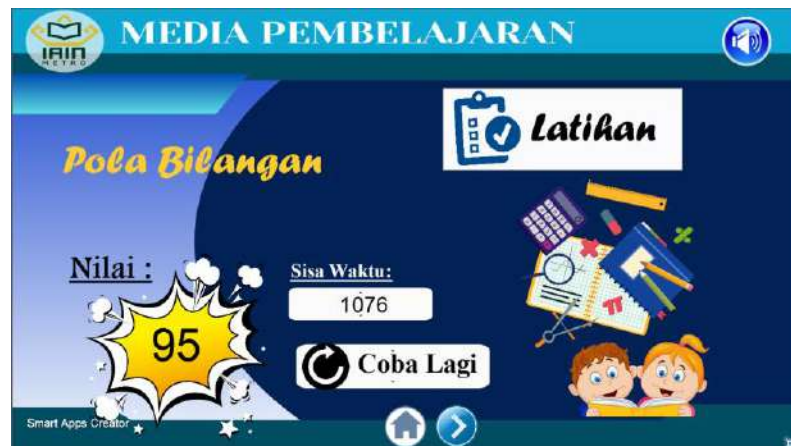 IAIN
METRO
MEDIA PEMBELAJARAN
Latihan
Pola Bilangan
Nilai :
95
Sisa Waktu:
1076
Coba Lagi
Smart Apps Creator